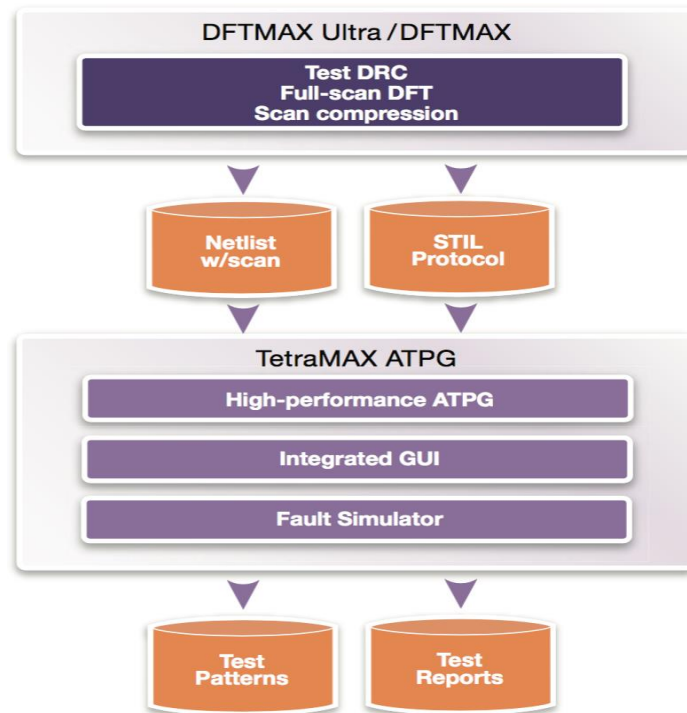 DFTMAX Ultra/DFTMAX
Test DRC
Full-scan DFT
Scan compression
Netlist
w/scan
STIL
Protocol
TetraMAX ATPG
High-performance ATPG
Integrated GUI
Fault Simulator
Test
Patterns
Test
Reports